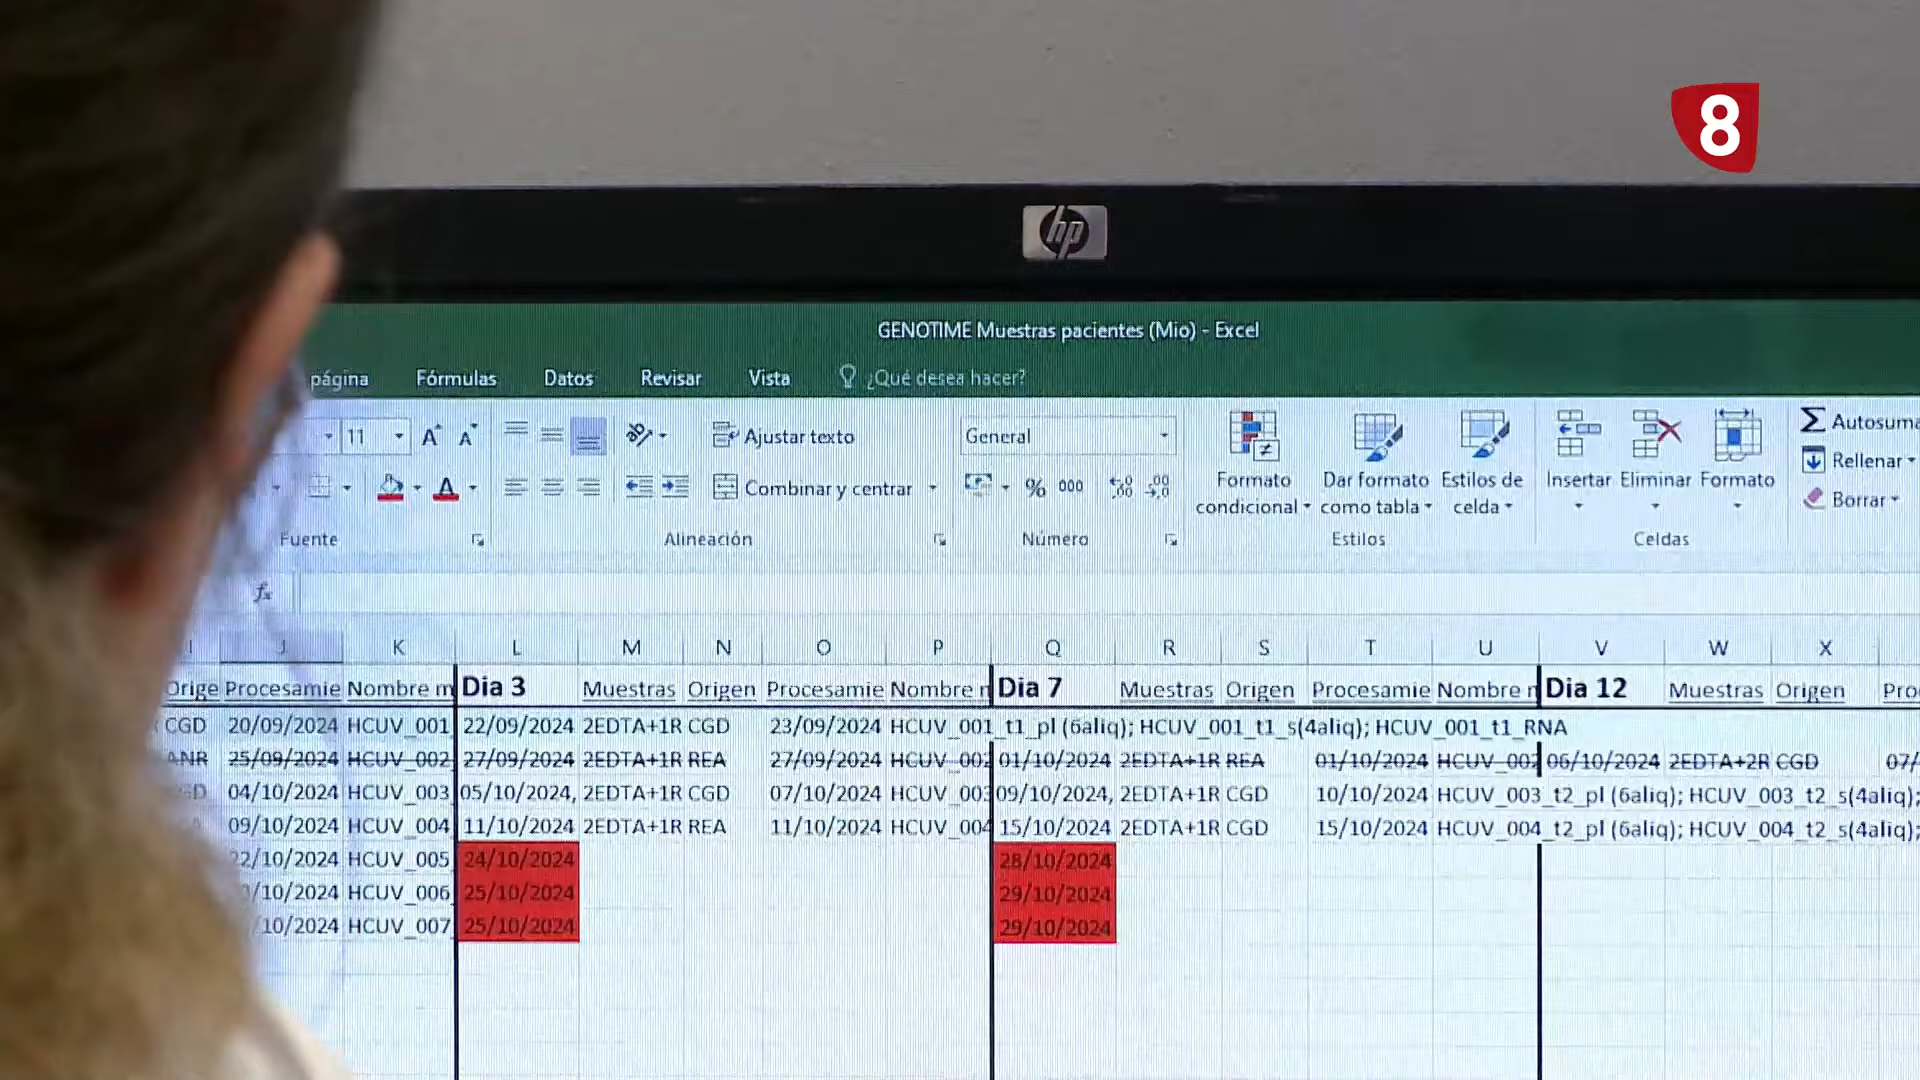 8
hp
GENOTIME Muestras pacientes (Mio) - Excel
página Fórmulas Datos Revisar Vista ¿Qué desea hacer?
11 A A Ajustar texto General Autosuma
Combinar y centrar % 000 Formato condicional Dar formato como tabla Estilos de celda Insertar Eliminar Formato Rellenar
Borrar
Fuente Alineación Número Estilos Celdas
fx
I J K L M N O P Q R S T U V W X
Orige Procesamie Nombre m Dia 3 Muestras Origen Procesamie Nombre n Dia 7 Muestras Origen Procesamie Nombre n Dia 12 Muestras Origen Pro
CGD 20/09/2024 HCUV_001 22/09/2024 2EDTA+1R CGD 23/09/2024 HCUV_001_t1_pl (6aliq); HCUV_001_t1_s(4aliq); HCUV_001_t1_RNA
ANR 25/09/2024 HCUV_002 27/09/2024 2EDTA+1R REA 27/09/2024 HCUV_002 01/10/2024 2EDTA+1R REA 01/10/2024 HCUV_002 06/10/2024 2EDTA+2R CGD 07/
04/10/2024 HCUV_003 05/10/2024, 2EDTA+1R CGD 07/10/2024 HCUV_003 09/10/2024, 2EDTA+1R CGD 10/10/2024 HCUV_003_t2_pl (6aliq); HCUV_003_t2_s(4aliq);
09/10/2024 HCUV_004 11/10/2024 2EDTA+1R REA 11/10/2024 HCUV_004 15/10/2024 2EDTA+1R CGD 15/10/2024 HCUV_004_t2_pl (6aliq); HCUV_004_t2_s(4aliq);
22/10/2024 HCUV_005 24/10/2024 28/10/2024
/10/2024 HCUV_006 25/10/2024 29/10/2024
/10/2024 HCUV_007 25/10/2024 29/10/2024